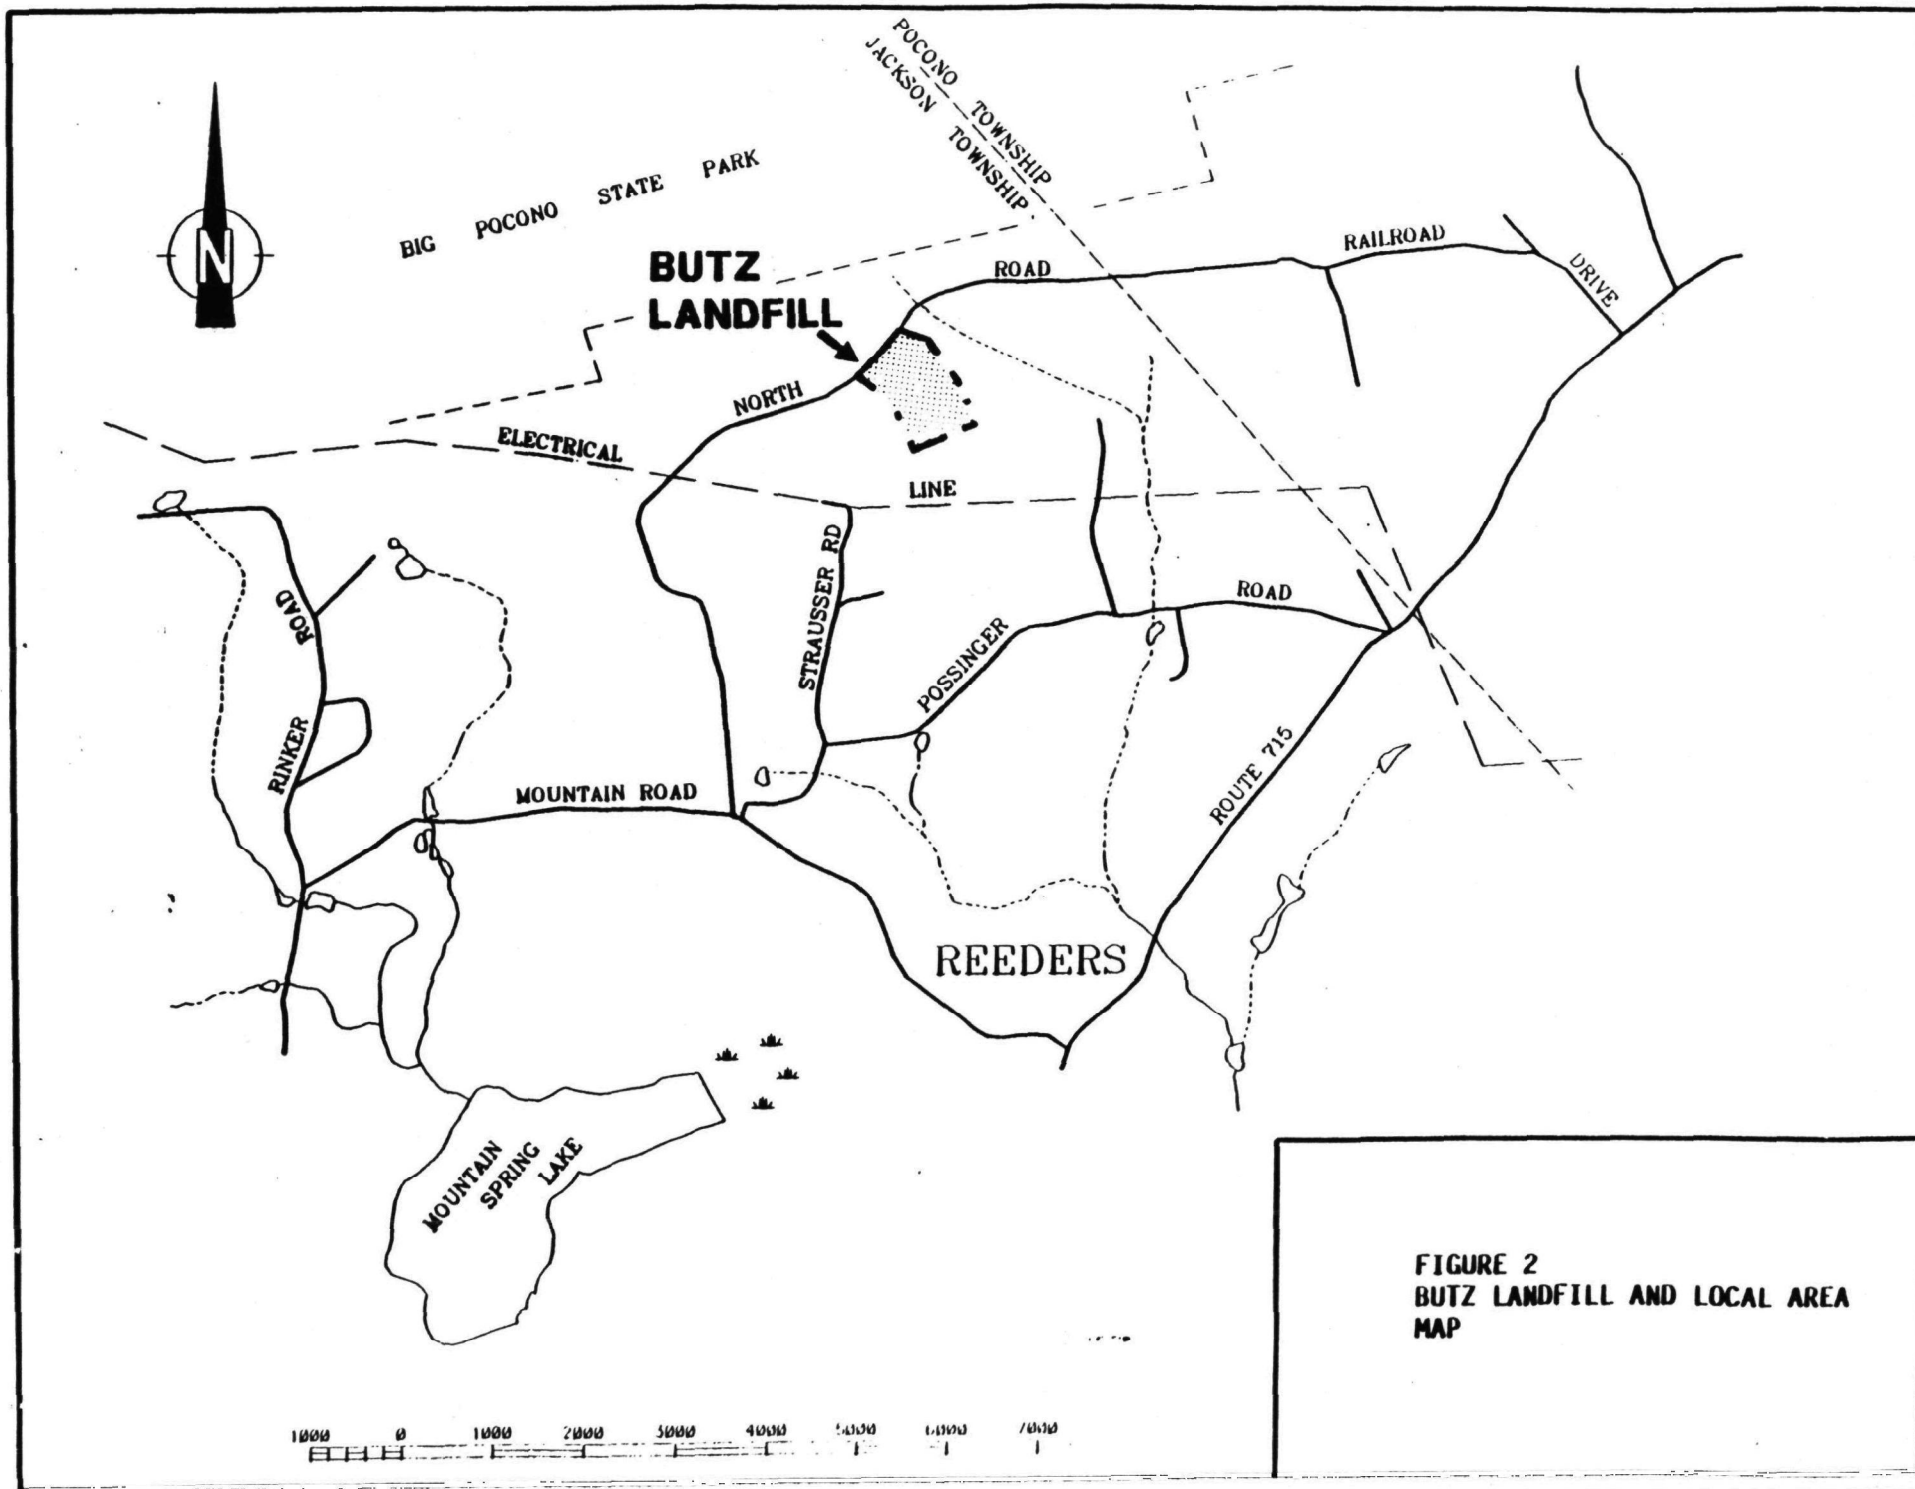 POCONO TOWNSHIP
JACKSON TOWNSHIP
BIG POCONO STATE PARK
N
BUTZ
LANDFILL
ROAD
RAILROAD
DRIVE
NORTH
ELECTRICAL
LINE
ROAD
STRAUSSER RD
ROAD
POSSINGER
RINKER
MOUNTAIN ROAD
ROUTE 715
REEDERS
MOUNTAIN
SPRING
LAKE
FIGURE 2
BUTZ LANDFILL AND LOCAL AREA
MAP
1000 0 1000 2000 3000 4000 5000 6000 7000